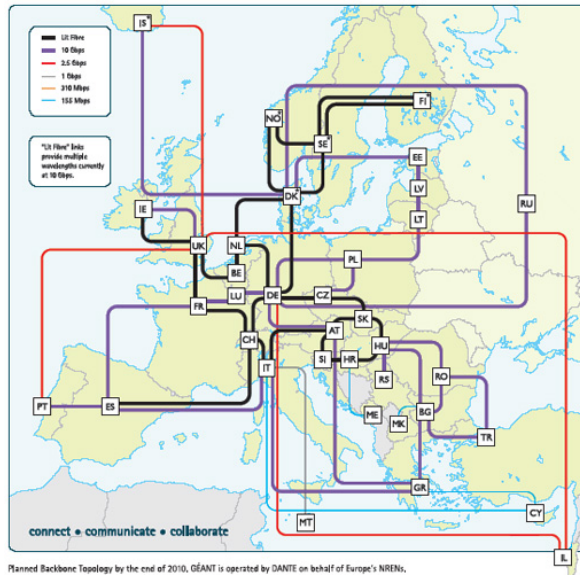 IS*
Lit Fibre
10 Gbps
2.5 Gbps
1 Gbps
310 Mbps
155 Mbps
"Lit Fibre" links
provide multiple
wavelengths currently
at 10 Gbps.
NO*
FI*
SE*
EE
DK*
LV
RU
IE
LT
UK
NL
BE
PL
LU
DE
CZ
FR
SK
AT
CH
HU
SI
HR
IT
RS
RO
PT
ES
ME
BG
MK
TR
GR
MT
CY
connect • communicate • collaborate
IL
Planned Backbone Topology by the end of 2010. GÉANT is operated by DANTE on behalf of Europe's NRENs.